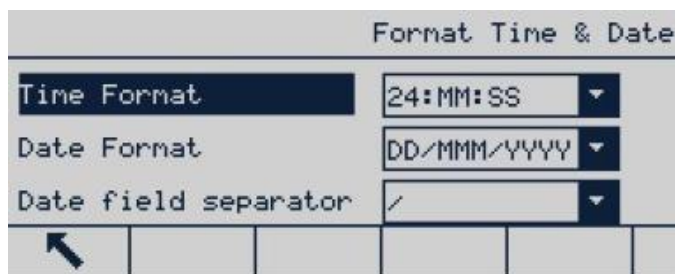 Format Time & Date
Time Format 24:MM:SS
Date Format DD/MMM/YYYY
Date field separator /